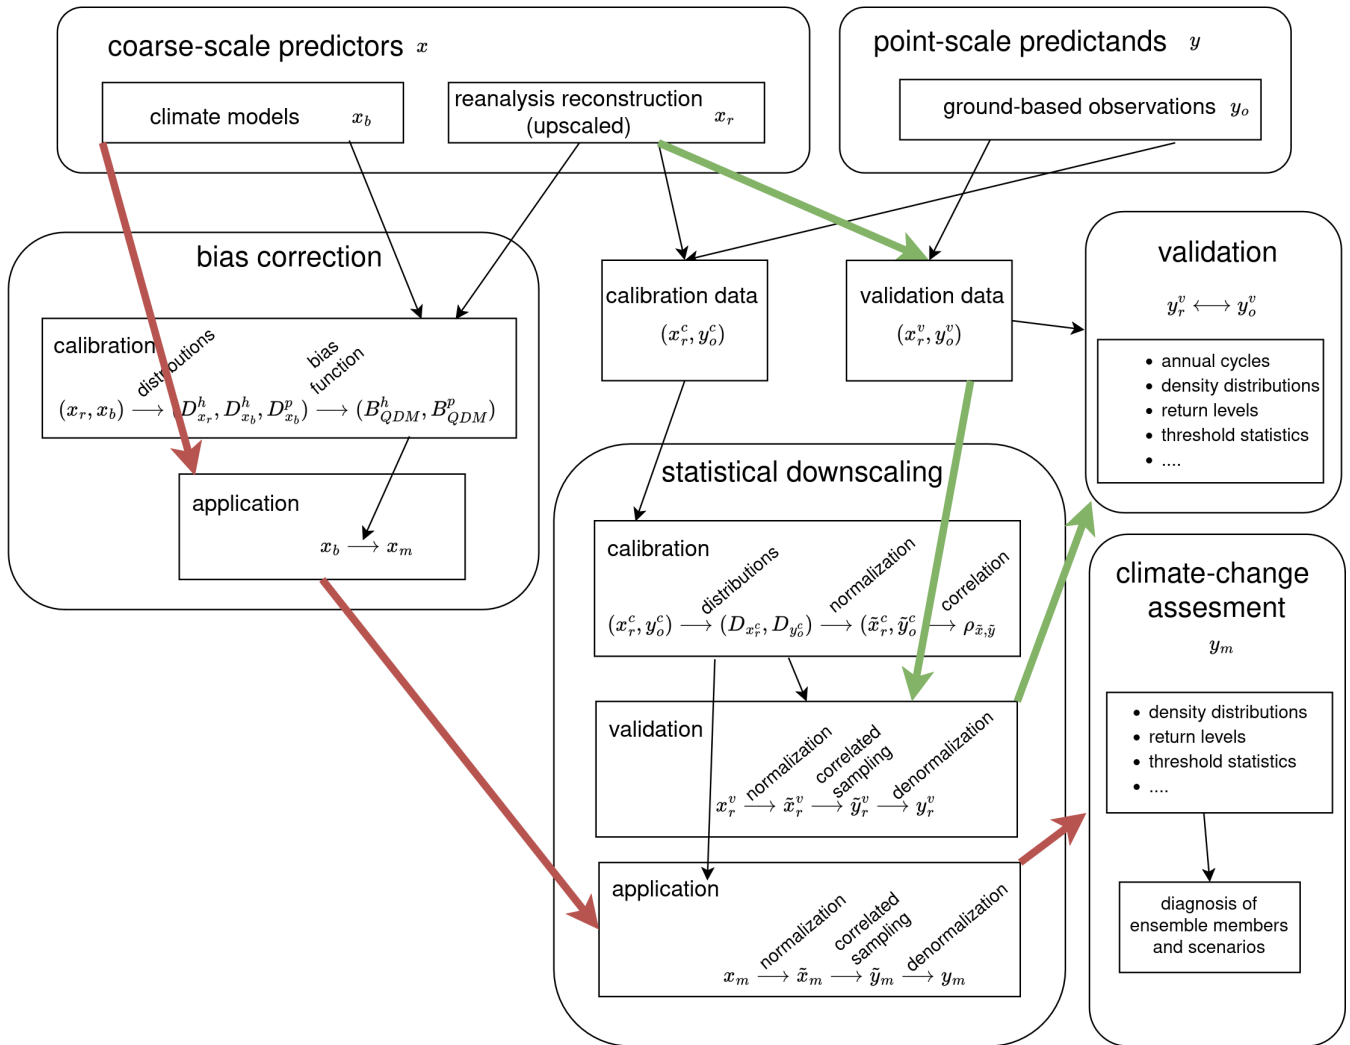 coarse-scale predictors x
climate models x_b
reanalysis reconstruction
(upscaled) x_r
point-scale predictands y
ground-based observations y_o
bias correction
calibration
distributions
bias
function
(x_r, x_b) ⟶ (D^h_{x_r}, D^h_{x_b}, D^p_{x_b}) ⟶ (B^h_{QDM}, B^p_{QDM})
application
x_b ⟶ x_m
calibration data
(x^c_r, y^c_o)
validation data
(x^v_r, y^v_o)
validation
y^v_r ⟷ y^v_o
• annual cycles
• density distributions
• return levels
• threshold statistics
• ....
statistical downscaling
calibration
distributions
normalization
correlation
(x^c_r, y^c_o) ⟶ (D_{x^c_r}, D_{y^c_o}) ⟶ (x̃^c_r, ỹ^c_o ⟶ ρ_{x̃,ỹ}
validation
normalization
correlated
sampling
denormalization
x^v_r ⟶ x̃^v_r ⟶ ỹ^v_r ⟶ y^v_r
application
normalization
correlated
sampling
denormalization
x_m ⟶ x̃_m ⟶ ỹ_m ⟶ y_m
climate-change
assesment
y_m
• density distributions
• return levels
• threshold statistics
• ....
diagnosis of
ensemble members
and scenarios